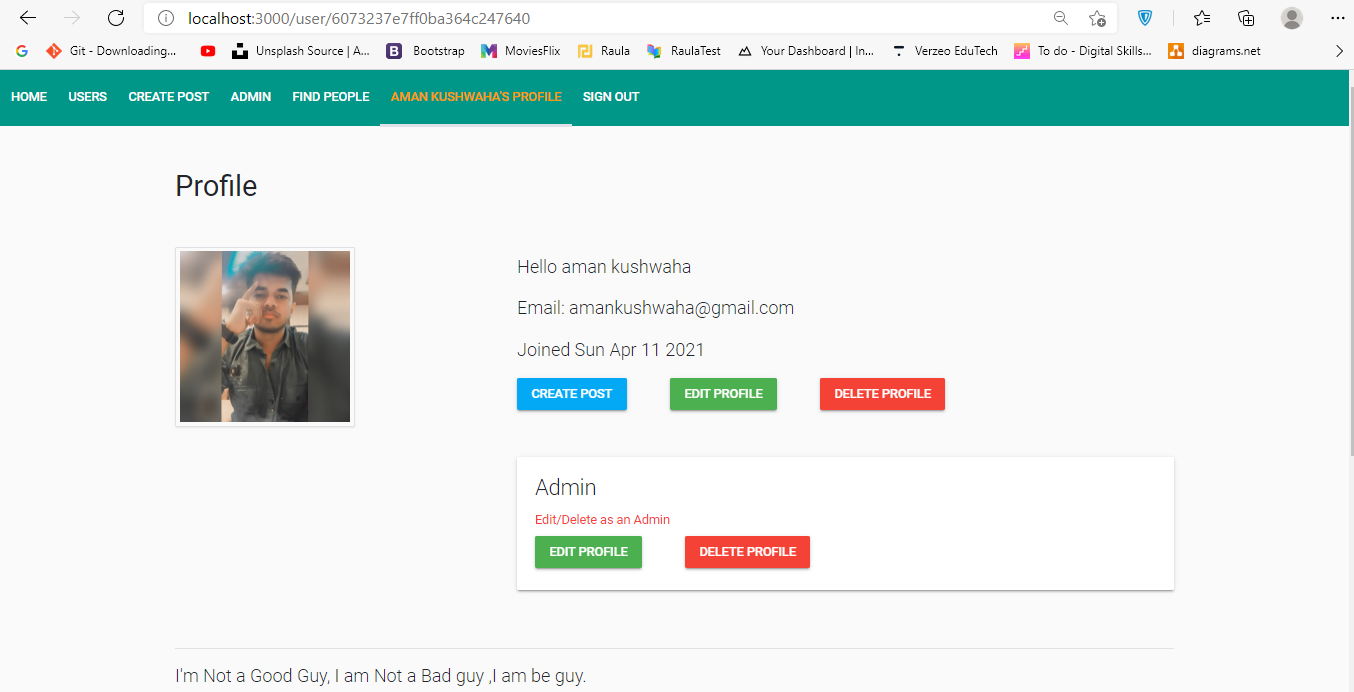 localhost:3000/user/6073237e7ff0ba364c247640
Git - Downloading... Unsplash Source | A... Bootstrap MoviesFlix Raula RaulaTest Your Dashboard | In... Verzeo EduTech To do - Digital Skills... diagrams.net
HOME USERS CREATE POST ADMIN FIND PEOPLE AMAN KUSHWAHA'S PROFILE SIGN OUT
Profile
Hello aman kushwaha
Email: amankushwaha@gmail.com
Joined Sun Apr 11 2021
CREATE POST EDIT PROFILE DELETE PROFILE
Admin
Edit/Delete as an Admin
EDIT PROFILE DELETE PROFILE
I'm Not a Good Guy, I am Not a Bad guy ,I am be guy.